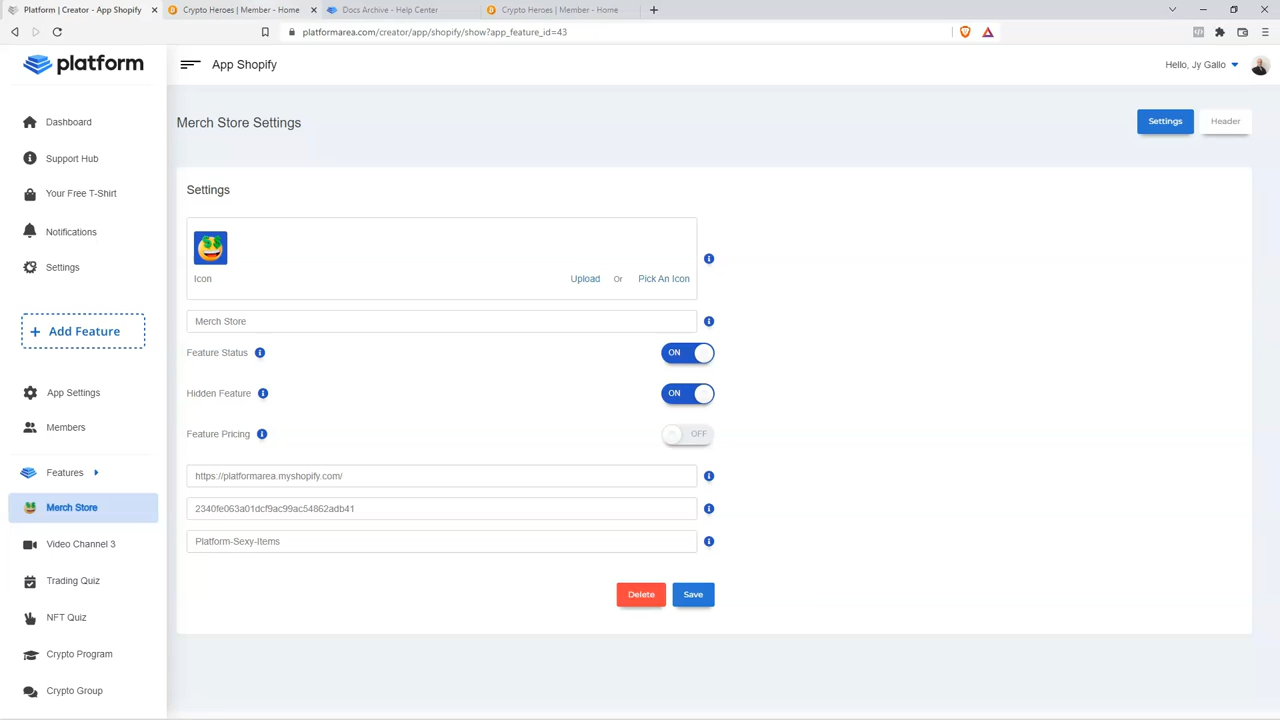 Platform | Creator - App Shopify
Crypto Heroes | Member - Home
Docs Archive - Help Center
Crypto Heroes | Member - Home
platformarea.com/creator/app/shopify/show?app_feature_id=43
platform
App Shopify
Hello, Jy Gallo
Dashboard
Support Hub
Your Free T-Shirt
Notifications
Settings
+ Add Feature
App Settings
Members
Features
Merch Store
Video Channel 3
Trading Quiz
NFT Quiz
Crypto Program
Crypto Group
Merch Store Settings
Settings
Header
Settings
Icon
Upload Or Pick An Icon
Merch Store
Feature Status
ON
Hidden Feature
ON
Feature Pricing
OFF
https://platformarea.myshopify.com/
2340fe063a01dcf9ac99ac54862adb41
Platform-Sexy-Items
Delete
Save